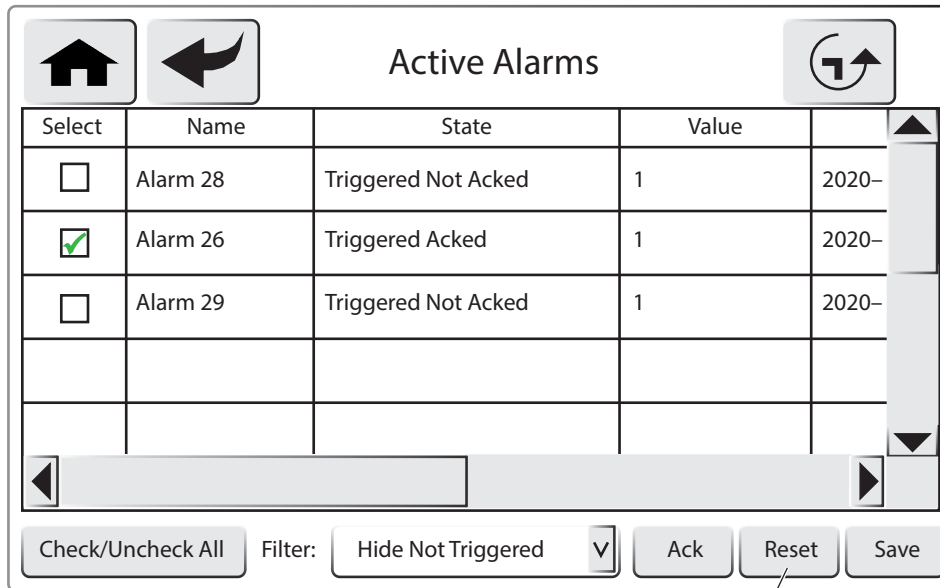 Active Alarms
Select Name State Value
Alarm 28 Triggered Not Acked 1 2020–
Alarm 26 Triggered Acked 1 2020–
Alarm 29 Triggered Not Acked 1 2020–
Check/Uncheck All Filter: Hide Not Triggered Ack Reset Save